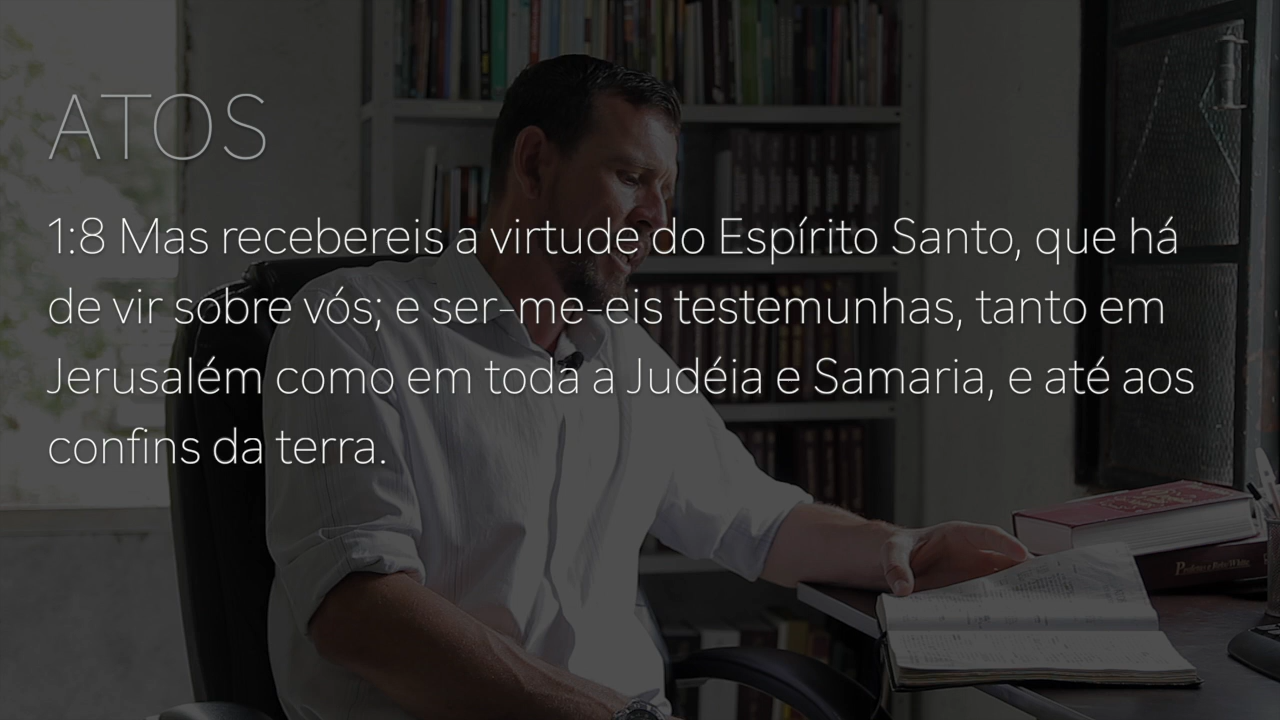 ATOS
1:8 Mas recebereis a virtude do Espírito Santo, que há
de vir sobre vós; e ser-me-eis testemunhas, tanto em
Jerusalém como em toda a Judéia e Samaria, e até aos
confins da terra.